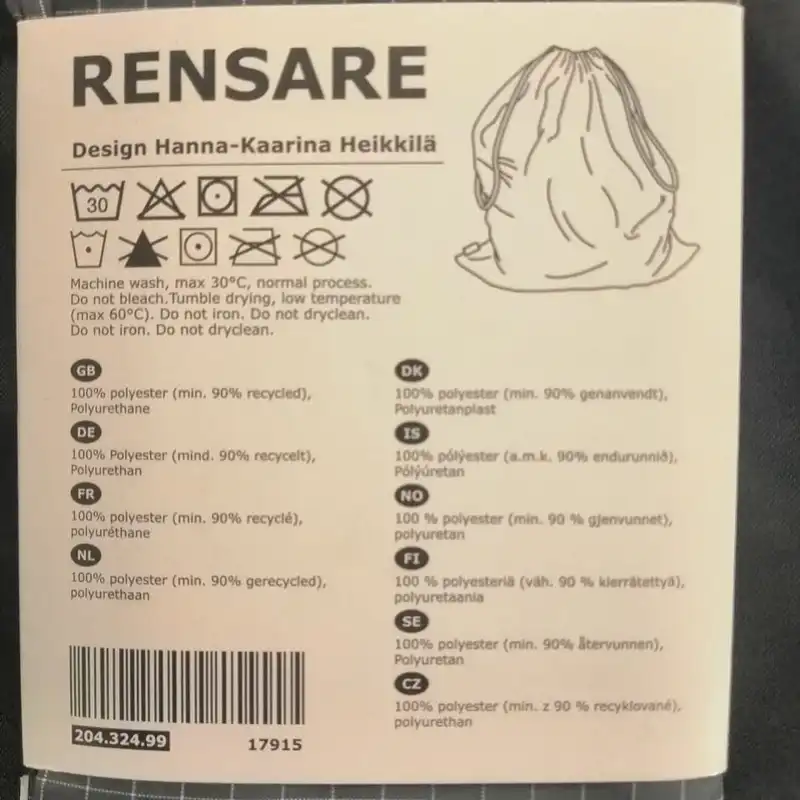 RENSARE
Design Hanna-Kaarina Heikkilä
30
Machine wash, max 30°C, normal process.
Do not bleach.Tumble drying, low temperature
(max 60°C). Do not iron. Do not dryclean.
Do not iron. Do not dryclean.
GB
100% polyester (min. 90% recycled),
Polyurethane
DE
100% Polyester (mind. 90% recycelt),
Polyurethan
FR
100% polyester (min. 90% recyclé),
polyuréthane
NL
100% polyester (min. 90% gerecycled),
polyurethaan
DK
100% polyester (min. 90% genanvendt),
Polyuretanplast
IS
100% pólýester (a.m.k. 90% endurunnið),
Pólýúretan
NO
100 % polyester (min. 90 % gjenvunnet),
polyuretan
FI
100 % polyesteriä (väh. 90 % kierrätettyä),
polyuretaania
SE
100% polyester (min. 90% återvunnen),
Polyuretan
CZ
100% polyester (min. z 90 % recyklované),
polyurethan
204.324.99
17915